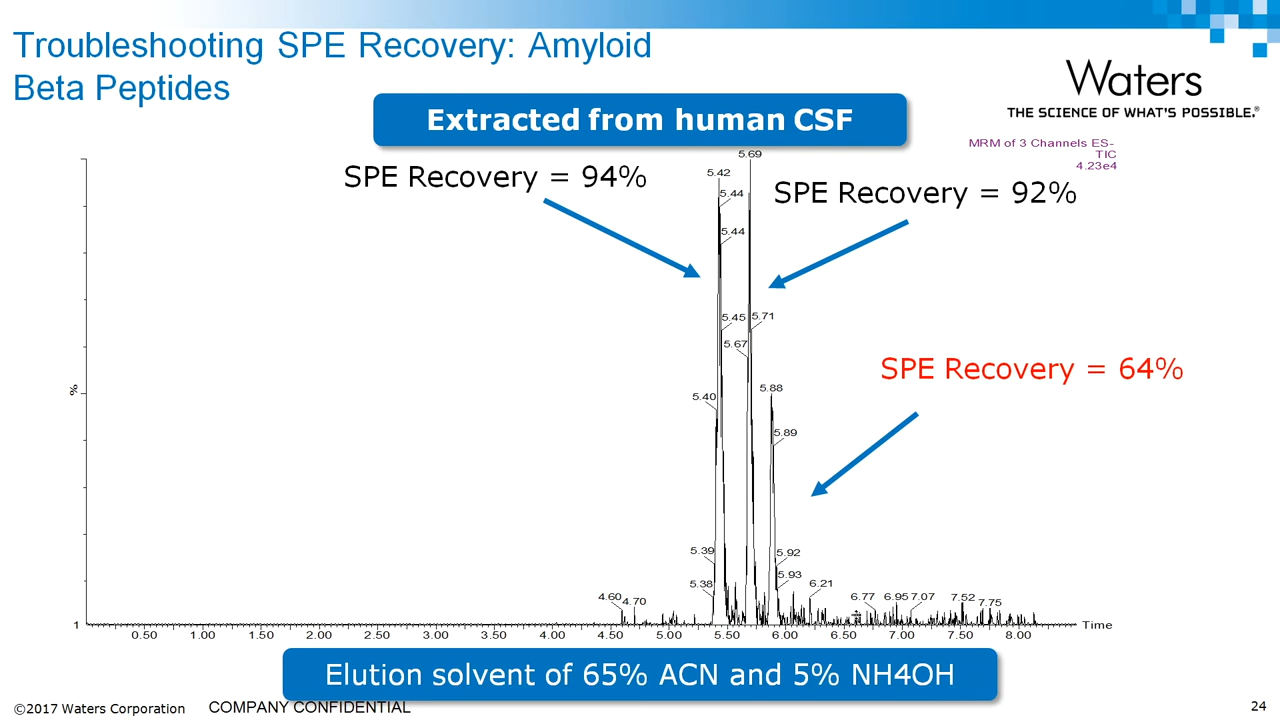 Troubleshooting SPE Recovery: Amyloid
Beta Peptides
Waters
THE SCIENCE OF WHAT'S POSSIBLE.®
Extracted from human CSF
MRM of 3 Channels ES-
TIC
4.23e4
SPE Recovery = 94%
SPE Recovery = 92%
SPE Recovery = 64%
5.69
5.42
5.44
5.44
5.45
5.71
5.67
5.40
5.88
5.89
5.39
5.92
5.38
5.93
6.21
4.60
4.70
6.77
6.95
7.07
7.52
7.75
%
1
0.50
1.00
1.50
2.00
2.50
3.00
3.50
4.00
4.50
5.00
5.50
6.00
6.50
7.00
7.50
8.00
Time
Elution solvent of 65% ACN and 5% NH4OH
©2017 Waters Corporation COMPANY CONFIDENTIAL
24